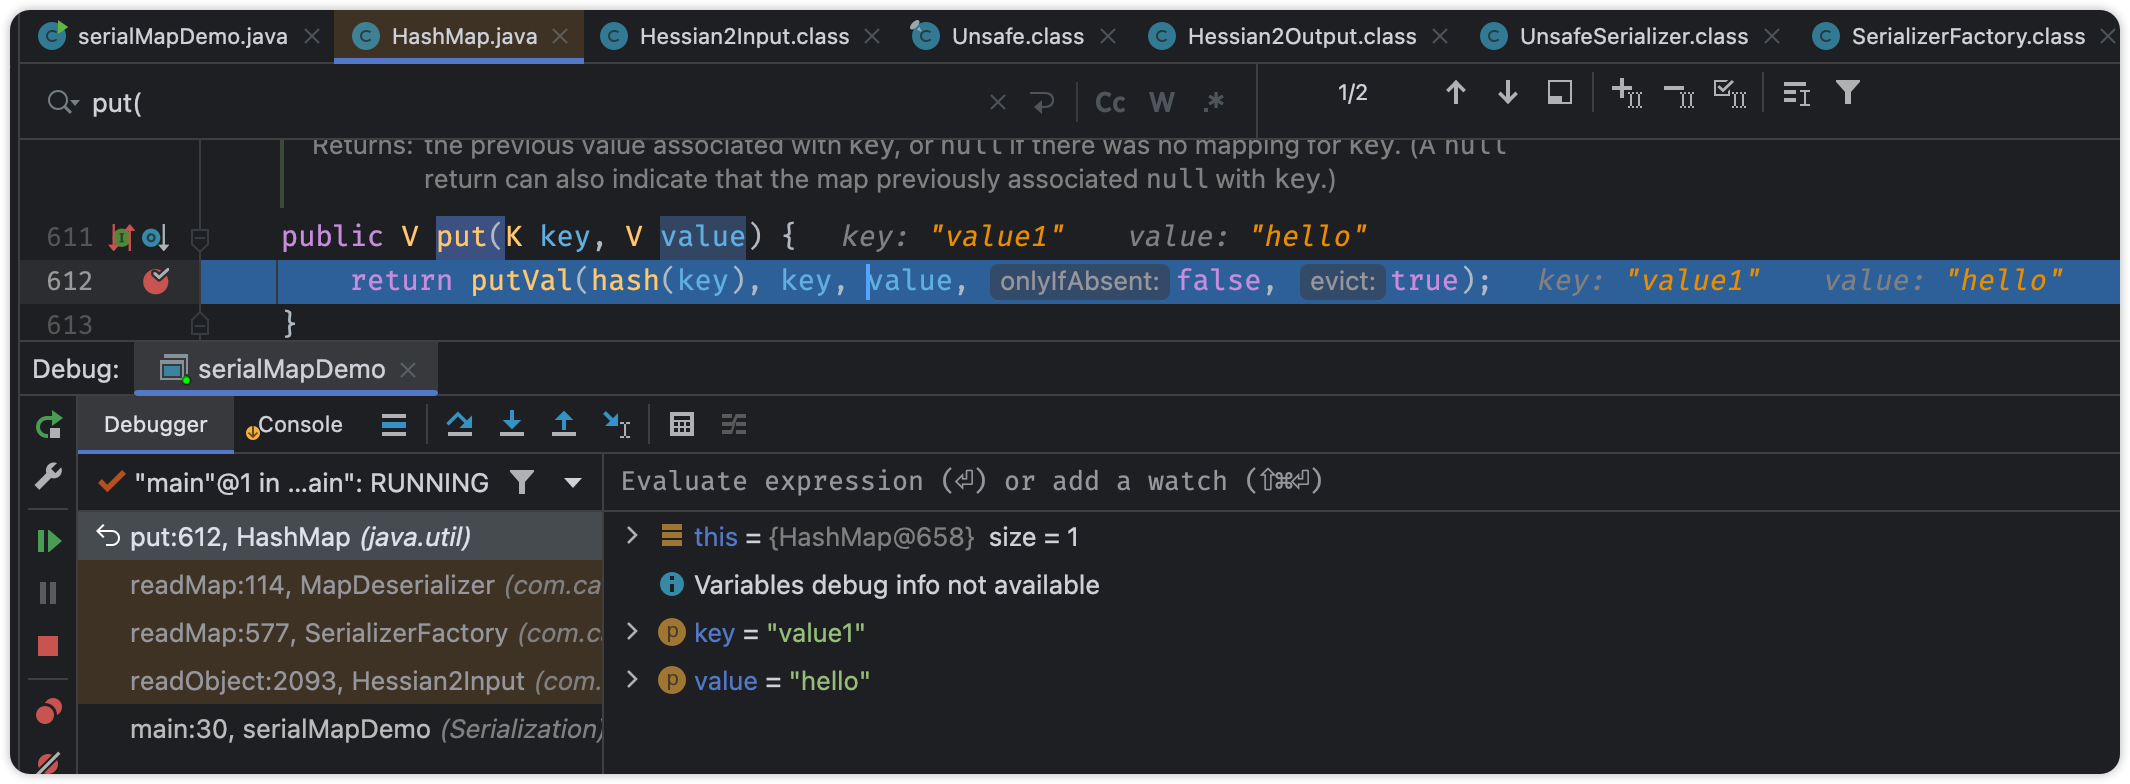 serialMapDemo.java HashMap.java Hessian2Input.class Unsafe.class Hessian2Output.class UnsafeSerializer.class SerializerFactory.class
put( Cc W .* 1/2
Returns: the previous value associated with key, or null if there was no mapping for key. (A null
return can also indicate that the map previously associated null with key.)
611 public V put(K key, V value) { key: "value1" value: "hello"
612 return putVal(hash(key), key, value, onlyIfAbsent: false, evict: true); key: "value1" value: "hello"
613 }
Debug: serialMapDemo
Debugger Console
"main"@1 in ...ain": RUNNING Evaluate expression (⏎) or add a watch (⇧⌘⏎)
put:612, HashMap (java.util) this = {HashMap@658} size = 1
readMap:114, MapDeserializer (com.ca Variables debug info not available
readMap:577, SerializerFactory (com.c key = "value1"
readObject:2093, Hessian2Input (com. value = "hello"
main:30, serialMapDemo (Serialization)